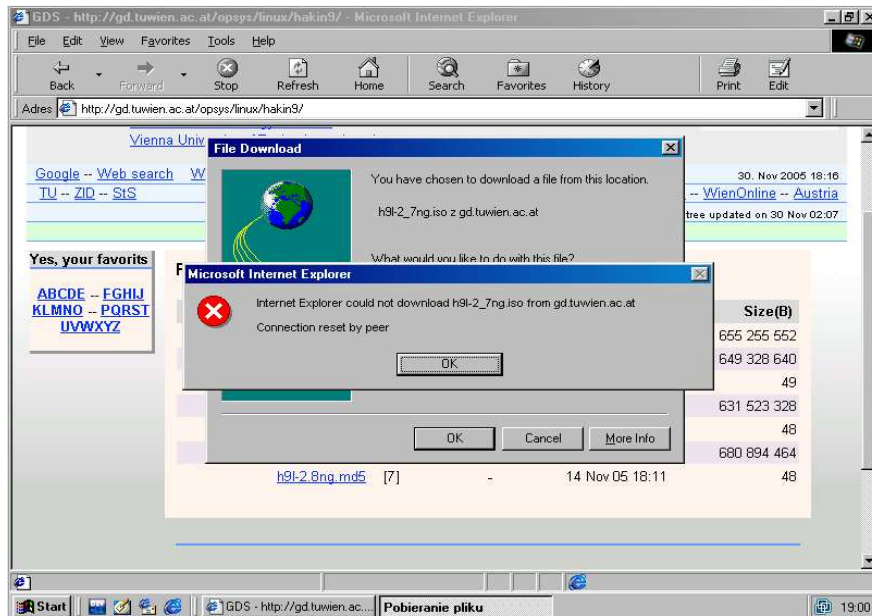 GDS - http://gd.tuwien.ac.at/opsys/linux/hakin9/ - Microsoft Internet Explorer
File Edit View Favorites Tools Help
Back Forward Stop Refresh Home Search Favorites History Print Edit
Adres http://gd.tuwien.ac.at/opsys/linux/hakin9/
Vienna Univ
File Download
Google -- Web search W
30. Nov 2005 18:16
TU -- ZID -- StS
-- WienOnline -- Austria
tree updated on 30 Nov 02:07
You have chosen to download a file from this location.
h9l-2_7ng.iso z gd.tuwien.ac.at
What would you like to do with this file?
Yes, your favorits
ABCDE -- FGHIJ
KLMNO -- PQRST
UVWXYZ
F
Microsoft Internet Explorer
Internet Explorer could not download h9l-2_7ng.iso from gd.tuwien.ac.at
Connection reset by peer
OK
Size(B)
655 255 552
649 328 640
49
631 523 328
48
680 894 464
OK Cancel More Info
h9l-2.8ng.md5 [7] - 14 Nov 05 18:11 48
Start GDS - http://gd.tuwien.ac.... Pobieranie pliku 19:00